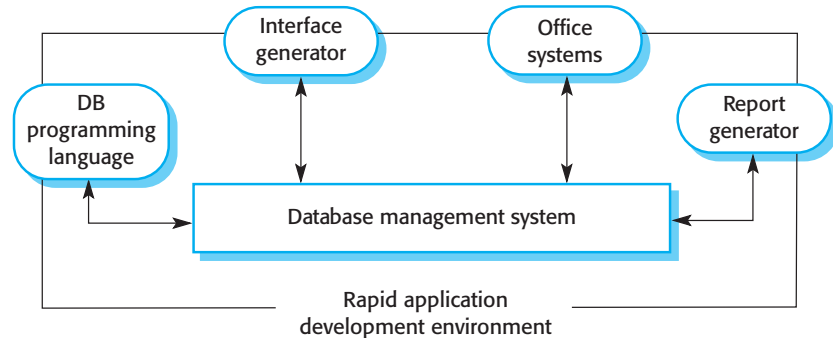 Interface
generator
Office
systems
DB
programming
language
Report
generator
Database management system
Rapid application
development environment